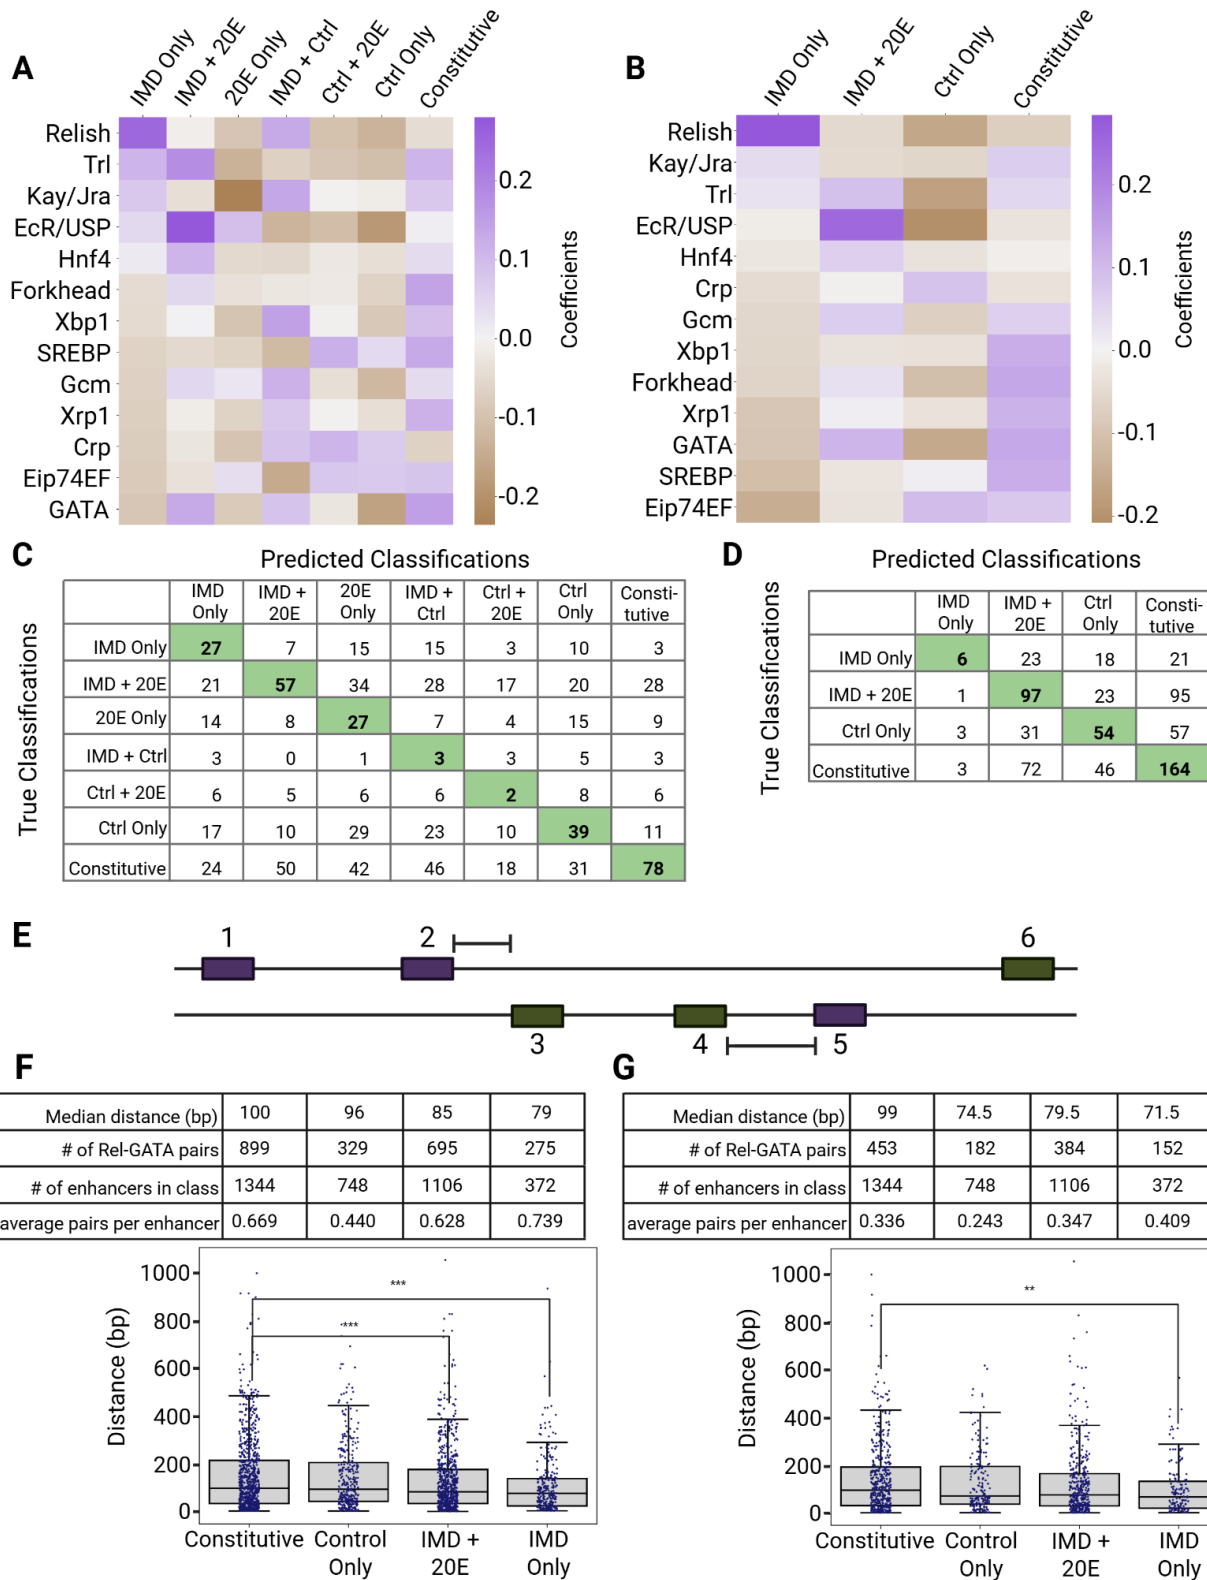 A
IMD Only
IMD + 20E
20E Only
IMD + Ctrl
Ctrl + 20E
Ctrl Only
Constitutive
Relish
Trl
Kay/Jra
EcR/USP
Hnf4
Forkhead
Xbp1
SREBP
Gcm
Xrp1
Crp
Eip74EF
GATA
0.2
0.1
0.0
-0.1
-0.2
Coefficients
B
IMD Only
IMD + 20E
Ctrl Only
Constitutive
Relish
Kay/Jra
Trl
EcR/USP
Hnf4
Crp
Gcm
Xbp1
Forkhead
Xrp1
GATA
SREBP
Eip74EF
0.2
0.1
0.0
-0.1
-0.2
Coefficients
C
Predicted Classifications
True Classifications
IMD Only IMD + 20E 20E Only IMD + Ctrl Ctrl + 20E Ctrl Only Consti-tutive
IMD Only 27 7 15 15 3 10 3
IMD + 20E 21 57 34 28 17 20 28
20E Only 14 8 27 7 4 15 9
IMD + Ctrl 3 0 1 3 3 5 3
Ctrl + 20E 6 5 6 6 2 8 6
Ctrl Only 17 10 29 23 10 39 11
Constitutive 24 50 42 46 18 31 78
D
Predicted Classifications
True Classifications
IMD Only IMD + 20E Ctrl Only Consti-tutive
IMD Only 6 23 18 21
IMD + 20E 1 97 23 95
Ctrl Only 3 31 54 57
Constitutive 3 72 46 164
E
1 2 6
3 4 5
F
Median distance (bp) 100 96 85 79
# of Rel-GATA pairs 899 329 695 275
# of enhancers in class 1344 748 1106 372
average pairs per enhancer 0.669 0.440 0.628 0.739
Distance (bp)
1000
800
600
400
200
0
***
***
Constitutive Control Only IMD + 20E IMD Only
G
Median distance (bp) 99 74.5 79.5 71.5
# of Rel-GATA pairs 453 182 384 152
# of enhancers in class 1344 748 1106 372
average pairs per enhancer 0.336 0.243 0.347 0.409
Distance (bp)
1000
800
600
400
200
0
**
Constitutive Control Only IMD + 20E IMD Only